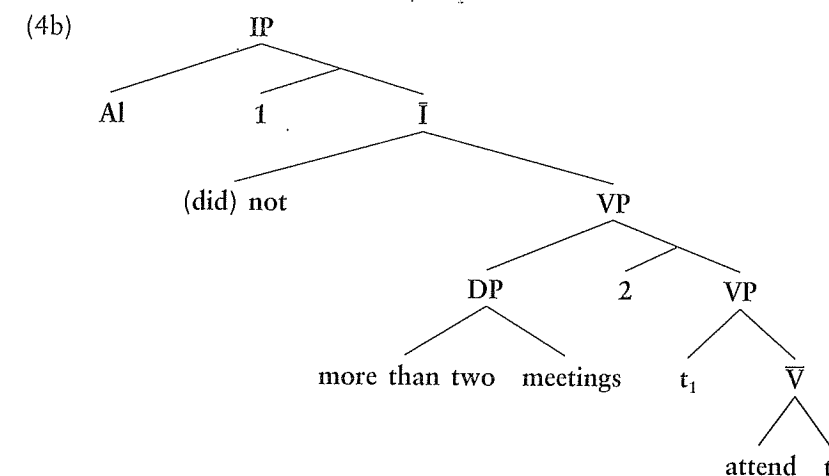 (4b) IP
Al 1 Ī
(did) not VP
DP 2 VP
more than two meetings t₁ V̄
attend t